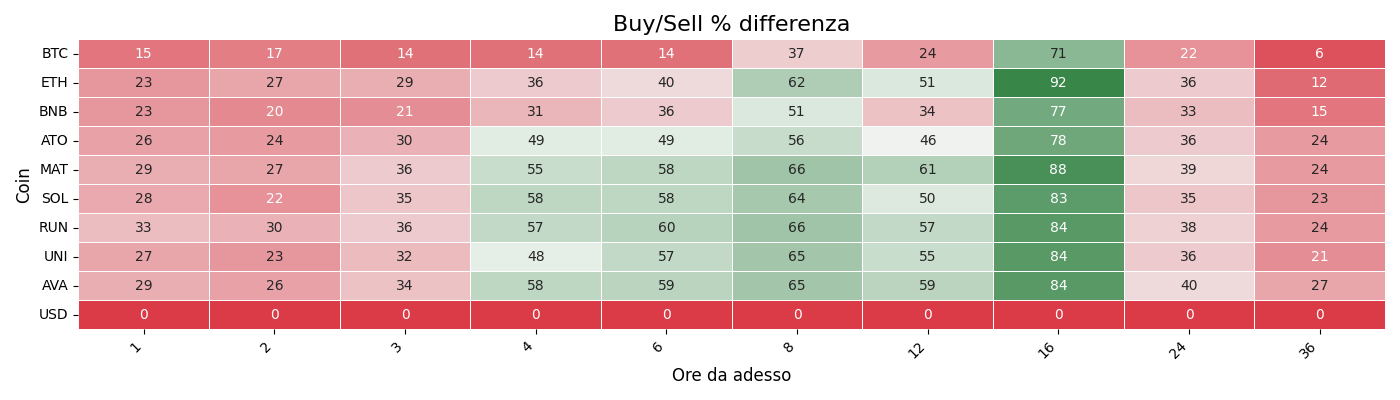 Buy/Sell % differenza
Coin
BTC 15 17 14 14 14 37 24 71 22 6
ETH 23 27 29 36 40 62 51 92 36 12
BNB 23 20 21 31 36 51 34 77 33 15
ATO 26 24 30 49 49 56 46 78 36 24
MAT 29 27 36 55 58 66 61 88 39 24
SOL 28 22 35 58 58 64 50 83 35 23
RUN 33 30 36 57 60 66 57 84 38 24
UNI 27 23 32 48 57 65 55 84 36 21
AVA 29 26 34 58 59 65 59 84 40 27
USD 0 0 0 0 0 0 0 0 0 0
1 2 3 4 6 8 12 16 24 36
Ore da adesso